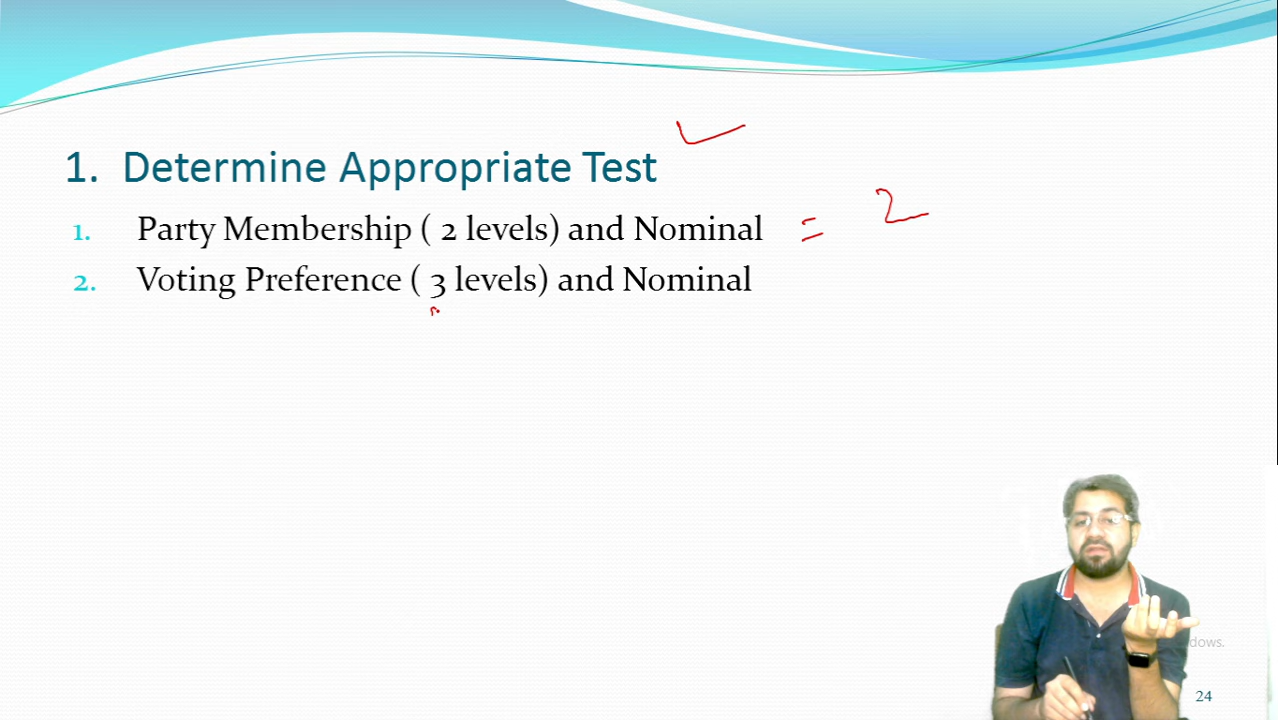 1. Determine Appropriate Test
1. Party Membership ( 2 levels) and Nominal = 2
2. Voting Preference ( 3 levels) and Nominal
dows.
24